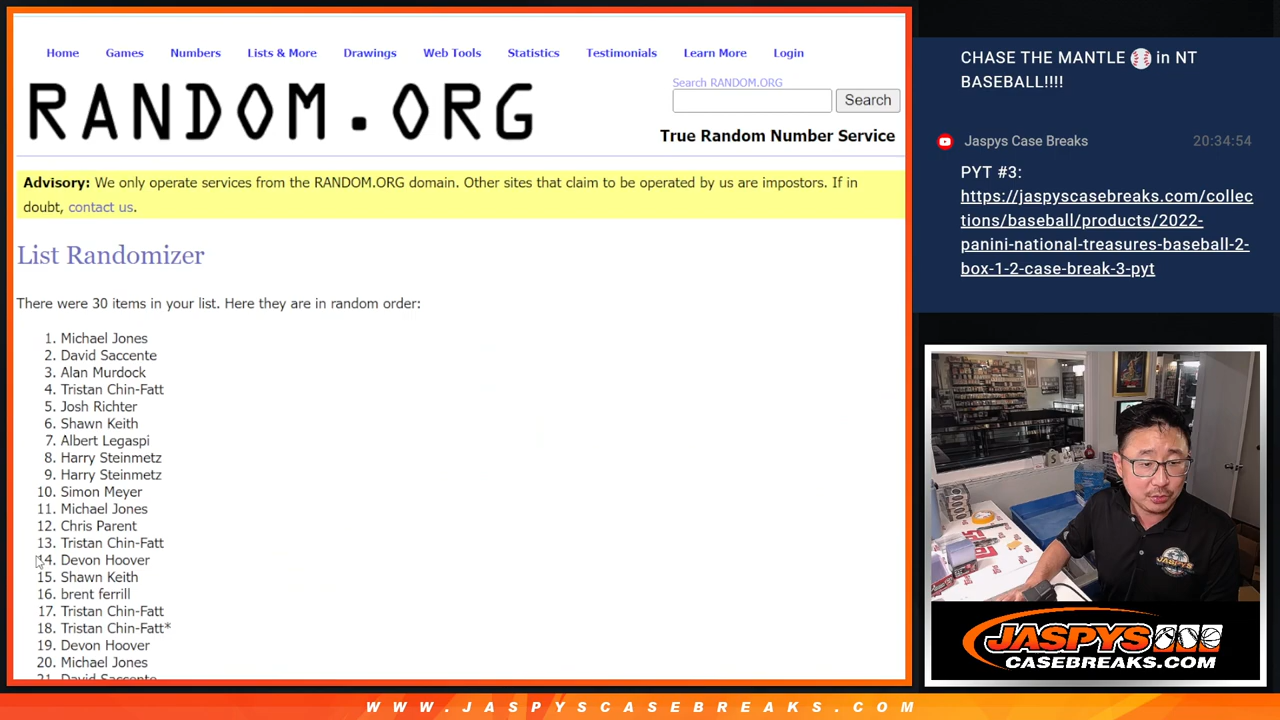 Home Games Numbers Lists & More Drawings Web Tools Statistics Testimonials Learn More Login
RANDOM.ORG
Search RANDOM.ORG
Search
True Random Number Service
Advisory: We only operate services from the RANDOM.ORG domain. Other sites that claim to be operated by us are impostors. If in
doubt, contact us.
List Randomizer
There were 30 items in your list. Here they are in random order:
1. Michael Jones
2. David Saccente
3. Alan Murdock
4. Tristan Chin-Fatt
5. Josh Richter
6. Shawn Keith
7. Albert Legaspi
8. Harry Steinmetz
9. Harry Steinmetz
10. Simon Meyer
11. Michael Jones
12. Chris Parent
13. Tristan Chin-Fatt
14. Devon Hoover
15. Shawn Keith
16. brent ferrill
17. Tristan Chin-Fatt
18. Tristan Chin-Fatt*
19. Devon Hoover
20. Michael Jones
21. David Saccente
CHASE THE MANTLE ⚾ in NT
BASEBALL!!!!
Jaspys Case Breaks 20:34:54
PYT #3:
https://jaspyscasebreaks.com/collec
tions/baseball/products/2022-
panini-national-treasures-baseball-2-
box-1-2-case-break-3-pyt
JASPYS
JASPYS
CASEBREAKS.COM
WWW.JASPYSCASEBREAKS.COM